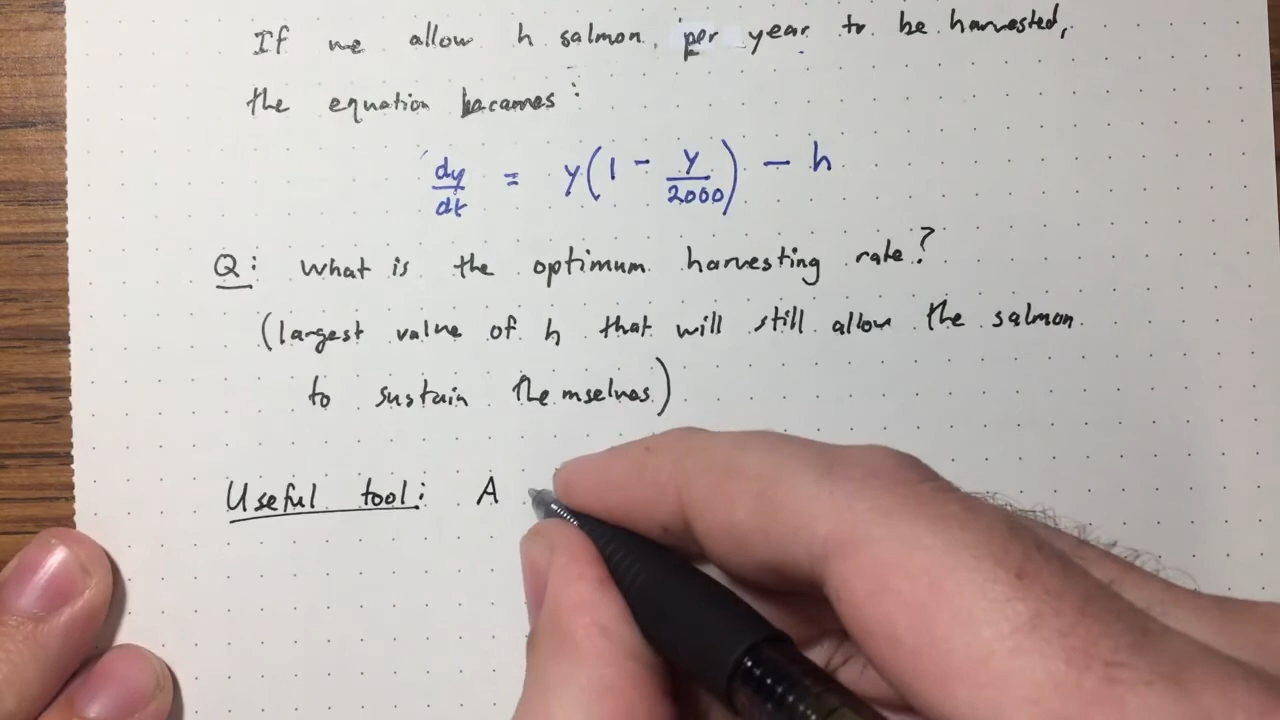 If we allow h salmon per year to be harvested,
the equation becomes:
dy/dt = y(1 - y/2000) - h
Q: What is the optimum harvesting rate?
(largest value of h that will still allow the salmon
to sustain themselves)
Useful tool: A